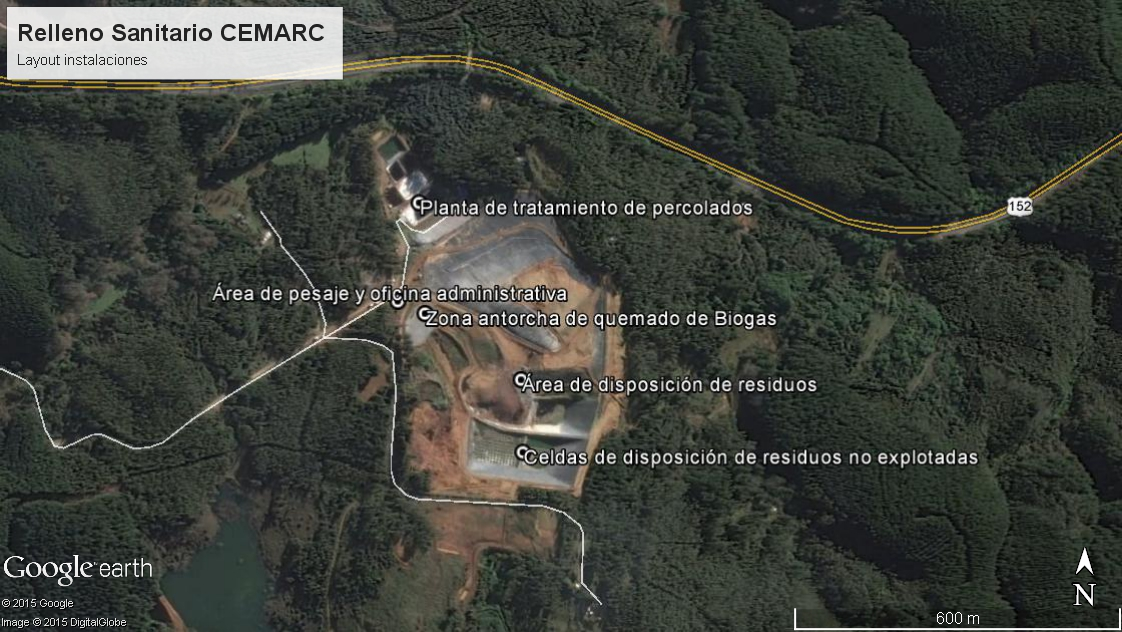 Relleno Sanitario CEMARC
Layout instalaciones
152
Planta de tratamiento de percolados
Área de pesaje y oficina administrativa
Zona antorcha de quemado de Biogas
Área de disposición de residuos
Celdas de disposición de residuos no explotadas
Google earth
N
© 2015 Google
Image © 2015 DigitalGlobe
600 m